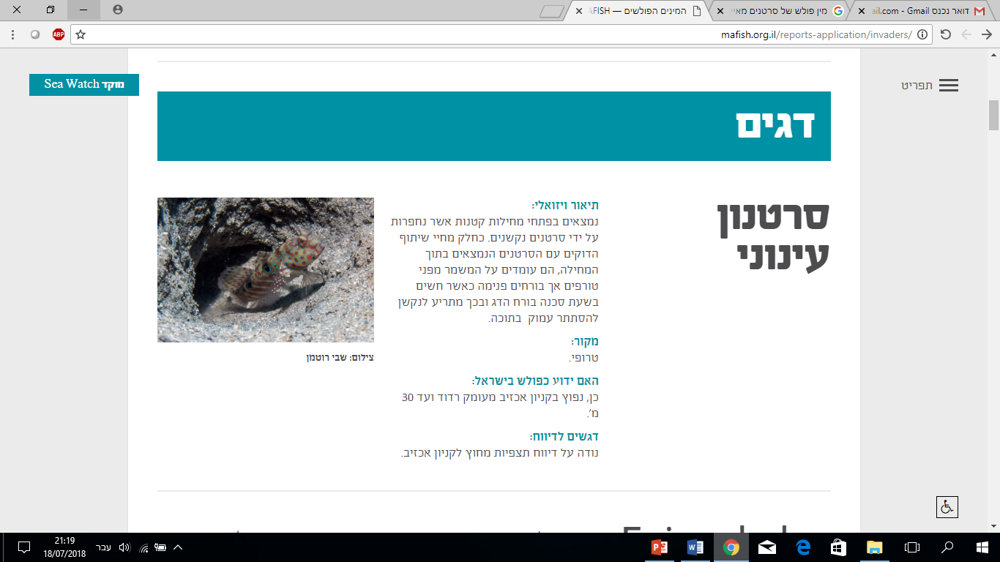 המינים הפולשים — AFISH
מין פולש של סרטנים מאיי
דואר נכנס - ail.com - Gmail
ABP
mafish.org.il/reports-application/invaders/
מוקד Sea Watch
תפריט
דגים
סרטנון
עינוני
תיאור ויזואלי:
נמצאים בפתחי מחילות קטנות אשר נחפרות
על ידי סרטנים נקשנים. כחלק מחיי שיתוף
הדוקים עם הסרטנים הנמצאים בתוך
המחילה, הם עומדים על המשמר מפני
טורפים אך בורחים פנימה כאשר חשים
בשעת סכנה בורח הדג ובכך מתריע לנקשן
להסתתר עמוק בתוכה.
מקור:
טרופי.
האם ידוע כפולש בישראל:
כן, נפוץ בקניון אכזיב מעומק רדוד ועד 30
מ'.
דגשים לדיווח:
נודה על דיווח תצפיות מחוץ לקניון אכזיב.
צילום: שבי רוטמן
21:19
18/07/2018
עבר